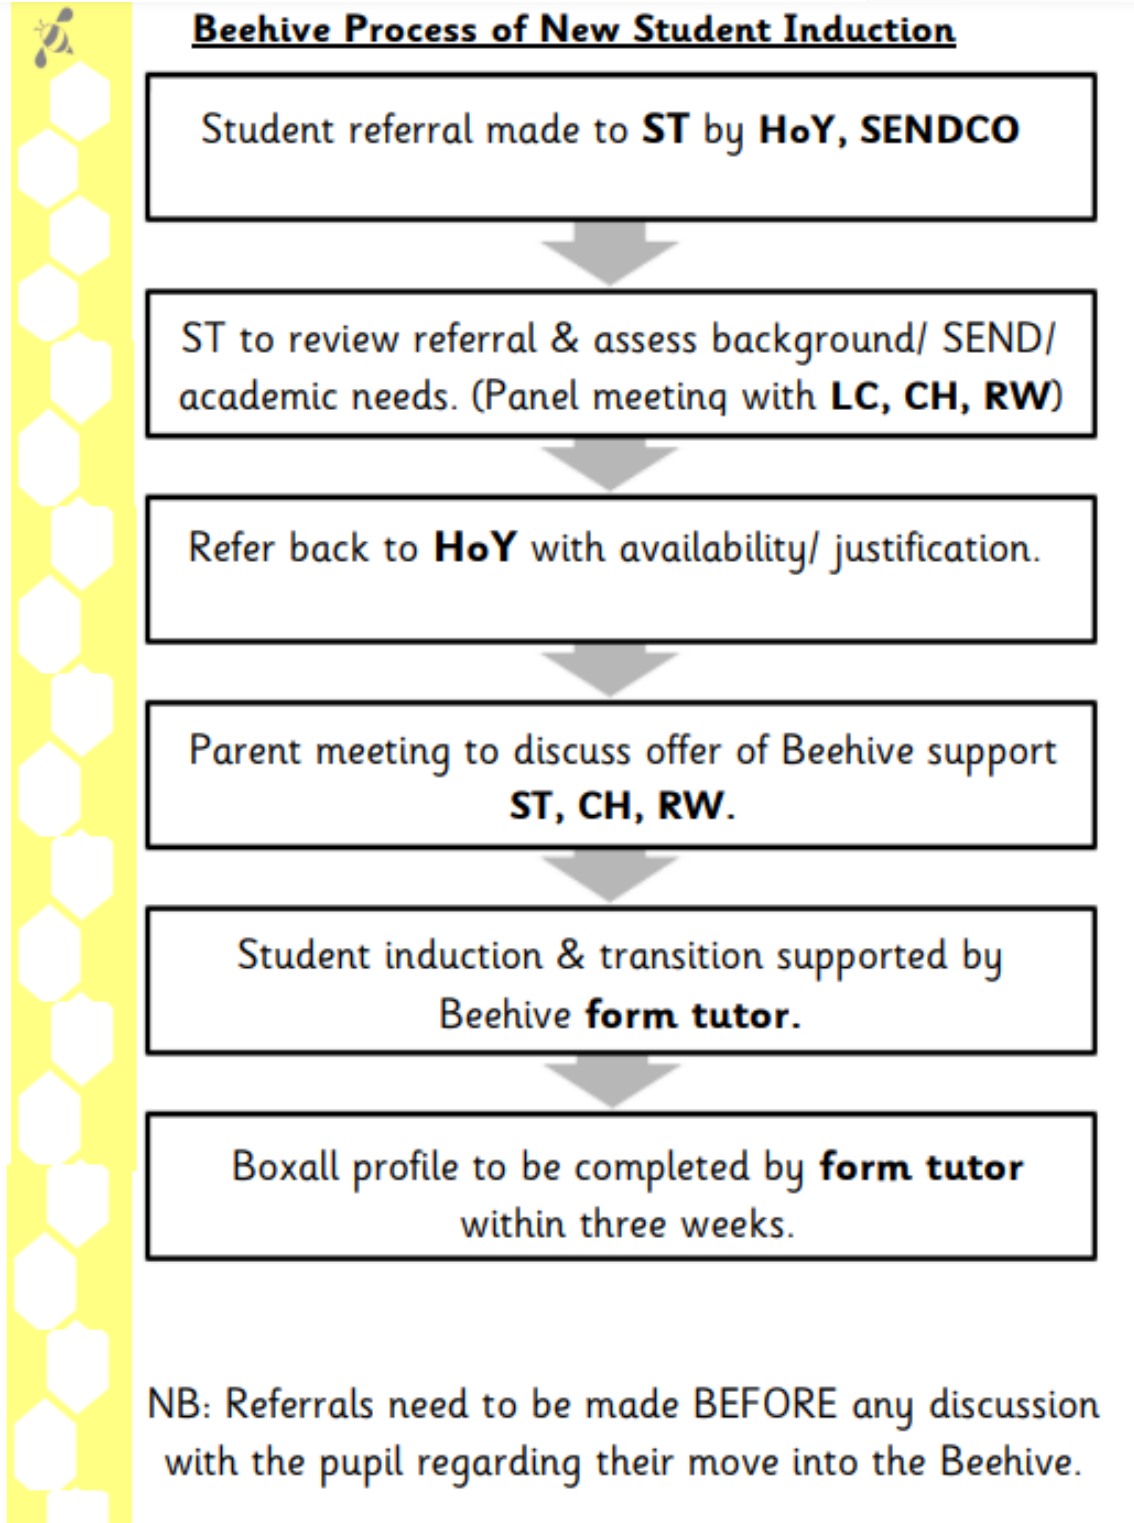 Beehive Process of New Student Induction
Student referral made to ST by HoY, SENDCO
ST to review referral & assess background/ SEND/
academic needs. (Panel meeting with LC, CH, RW)
Refer back to HoY with availability/ justification.
Parent meeting to discuss offer of Beehive support
ST, CH, RW.
Student induction & transition supported by
Beehive form tutor.
Boxall profile to be completed by form tutor
within three weeks.
NB: Referrals need to be made BEFORE any discussion
with the pupil regarding their move into the Beehive.